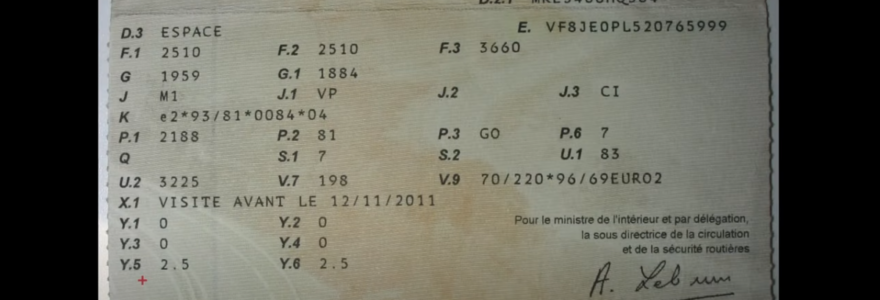 D.3 ESPACE E. VF8JE0PL520765999
F.1 2510 F.2 2510 F.3 3660
G 1959 G.1 1884
J M1 J.1 VP J.2 J.3 CI
K e2*93/81*0084*04
P.1 2188 P.2 81 P.3 GO P.6 7
Q S.1 7 S.2 U.1 83
U.2 3225 V.7 198 V.9 70/220*96/69EURO2
X.1 VISITE AVANT LE 12/11/2011
Y.1 0 Y.2 0
Y.3 0 Y.4 0
Y.5 2.5 Y.6 2.5
Pour le ministre de l'intérieur et par délégation,
la sous directrice de la circulation
et de la sécurité routières